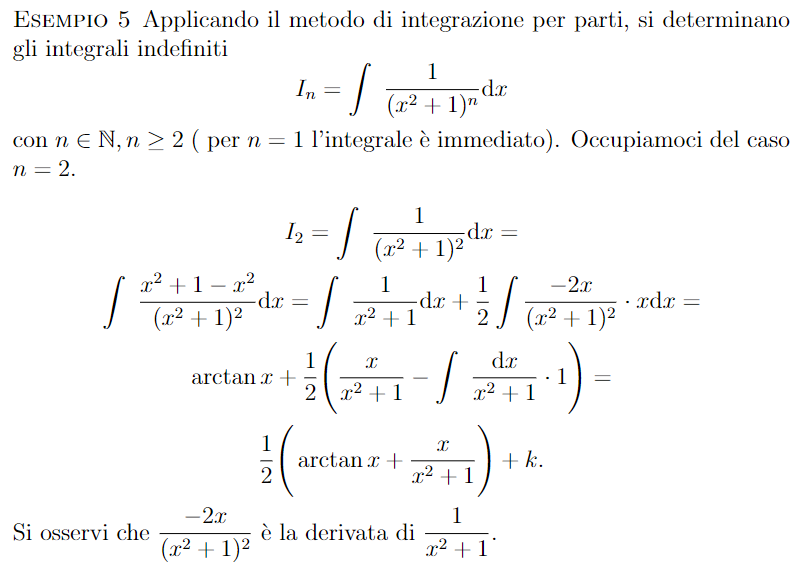 ESEMPIO 5 Applicando il metodo di integrazione per parti, si determinano
gli integrali indefiniti
$I_n = \int \frac{1}{(x^2+1)^n} \mathrm{d}x$
con $n \in \mathbb{N}, n \geq 2$ ( per $n = 1$ l'integrale è immediato). Occupiamoci del caso
$n = 2$.
$I_2 = \int \frac{1}{(x^2+1)^2} \mathrm{d}x =$
$\int \frac{x^2+1-x^2}{(x^2+1)^2} \mathrm{d}x = \int \frac{1}{x^2+1} \mathrm{d}x + \frac{1}{2} \int \frac{-2x}{(x^2+1)^2} \cdot x \mathrm{d}x =$
$\arctan x + \frac{1}{2} \left( \frac{x}{x^2+1} - \int \frac{\mathrm{d}x}{x^2+1} \cdot 1 \right) =$
$\frac{1}{2} \left( \arctan x + \frac{x}{x^2+1} \right) + k.$
Si osservi che $\frac{-2x}{(x^2+1)^2}$ è la derivata di $\frac{1}{x^2+1}$.